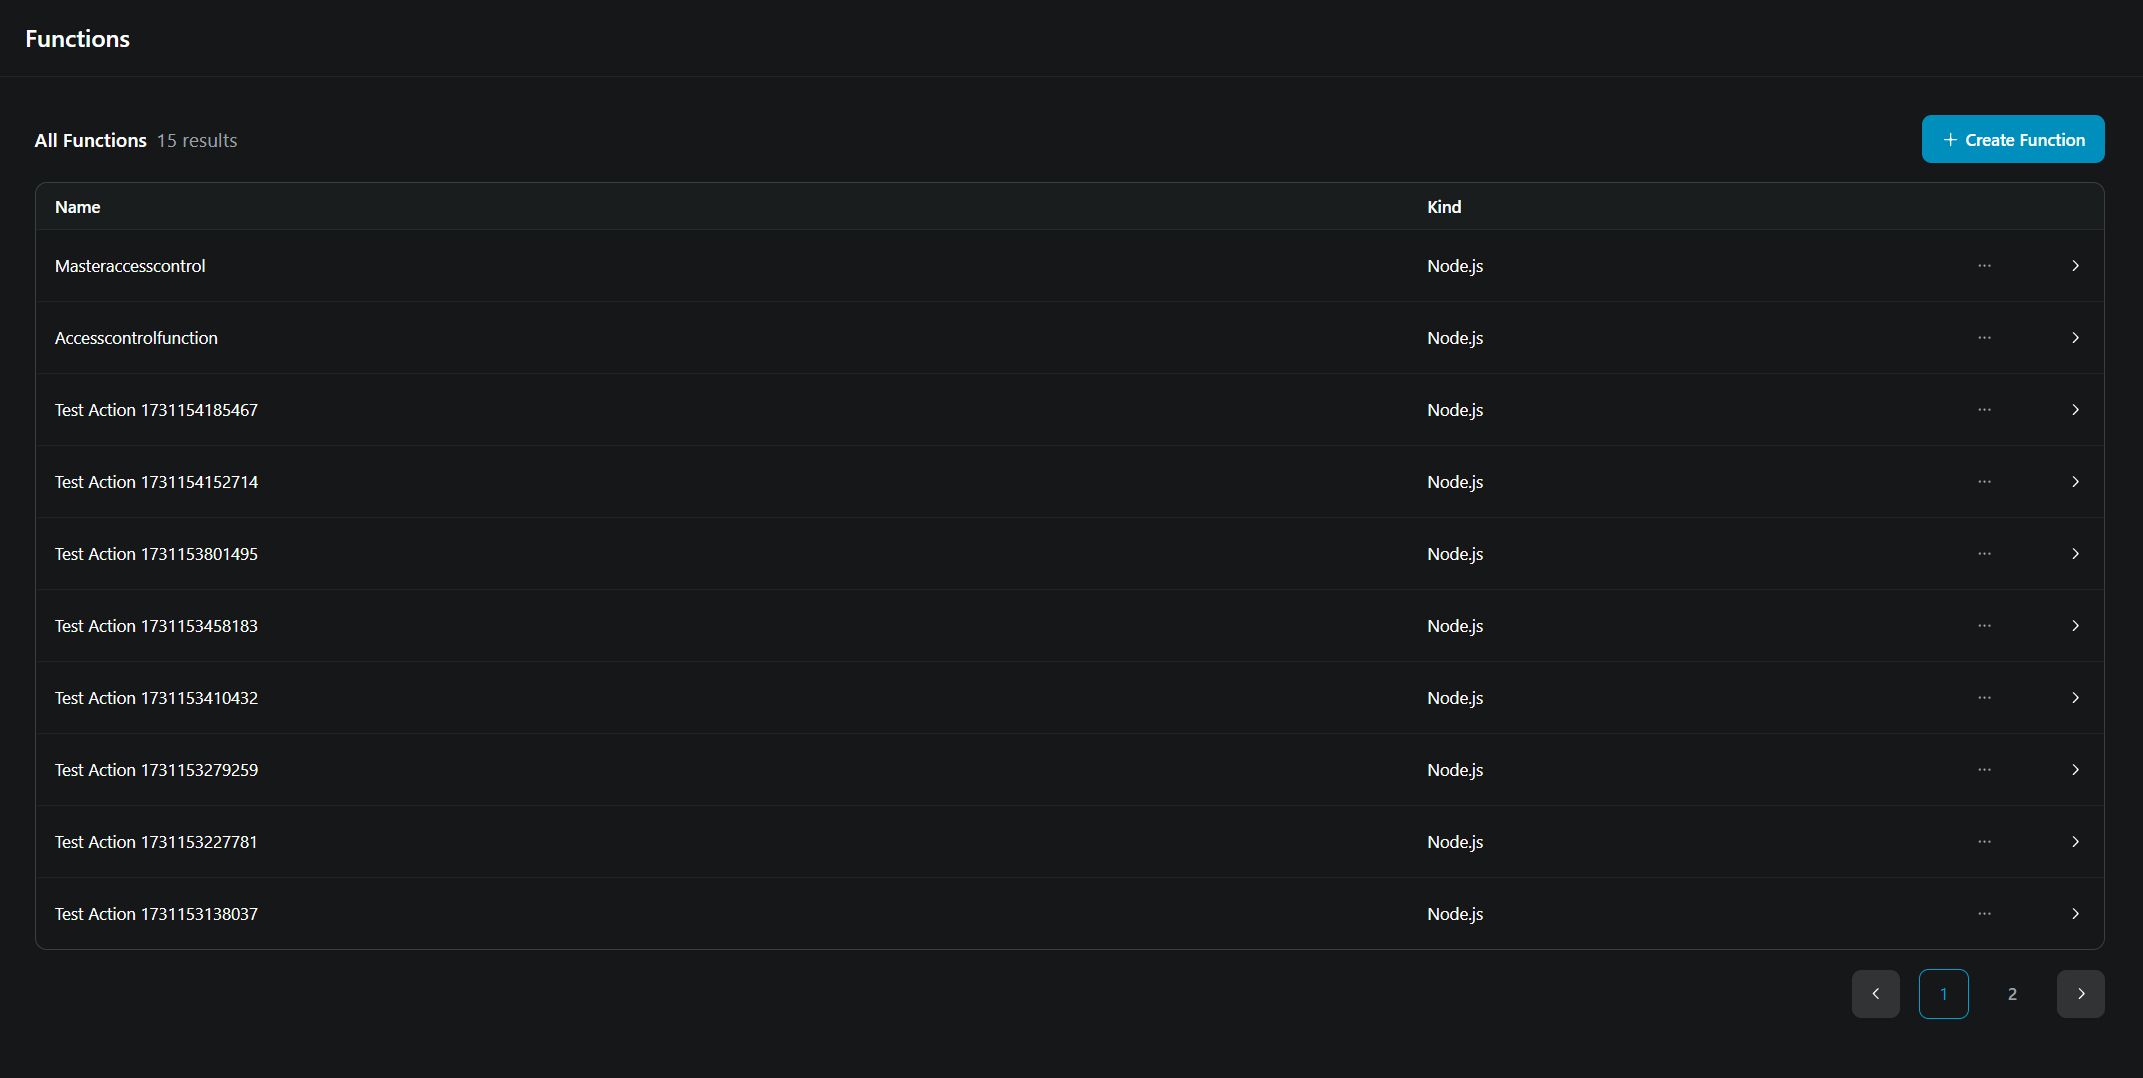 Functions
All Functions 15 results
+ Create Function
Name Kind
Masteraccesscontrol Node.js ...
Accesscontrolfunction Node.js ...
Test Action 1731154185467 Node.js ...
Test Action 1731154152714 Node.js ...
Test Action 1731153801495 Node.js ...
Test Action 1731153458183 Node.js ...
Test Action 1731153410432 Node.js ...
Test Action 1731153279259 Node.js ...
Test Action 1731153227781 Node.js ...
Test Action 1731153138037 Node.js ...
1 2